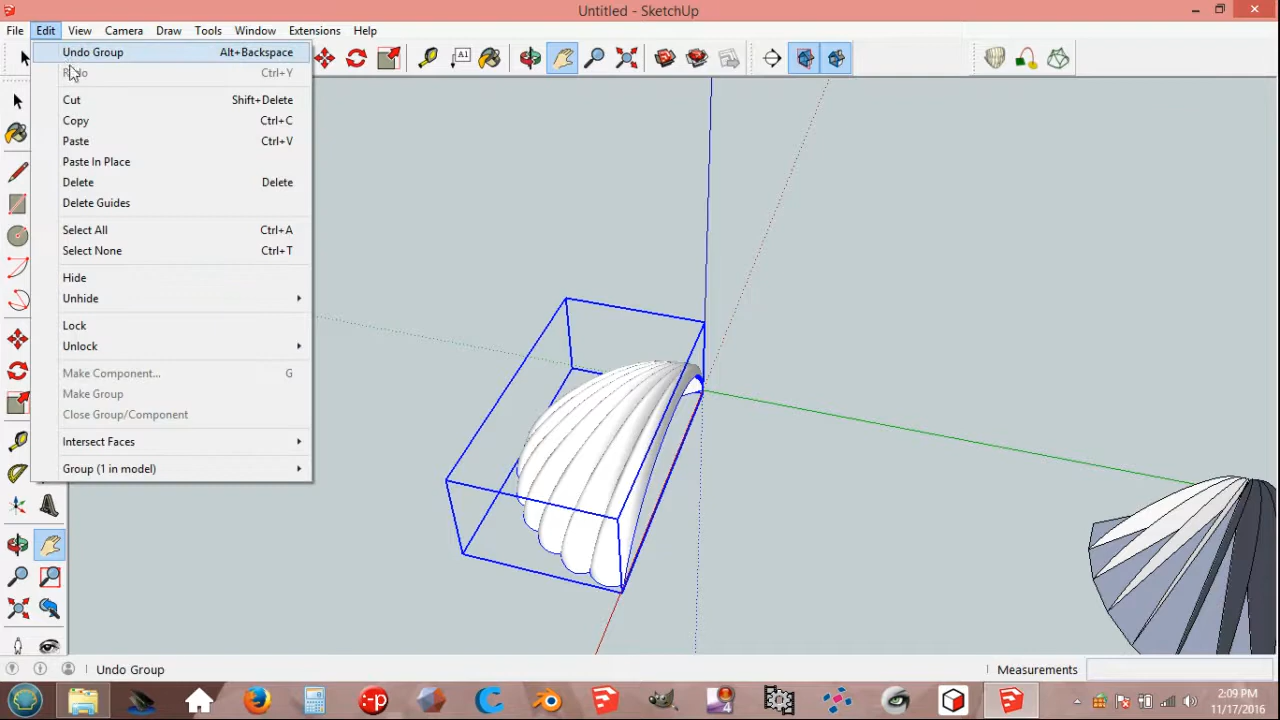 Untitled - SketchUp
File Edit View Camera Draw Tools Window Extensions Help
Undo Group Alt+Backspace
Redo Ctrl+Y
Cut Shift+Delete
Copy Ctrl+C
Paste Ctrl+V
Paste In Place
Delete Delete
Delete Guides
Select All Ctrl+A
Select None Ctrl+T
Hide
Unhide
Lock
Unlock
Make Component... G
Make Group
Close Group/Component
Intersect Faces
Group (1 in model)
A1
Undo Group
Measurements
2:09 PM
11/17/2016